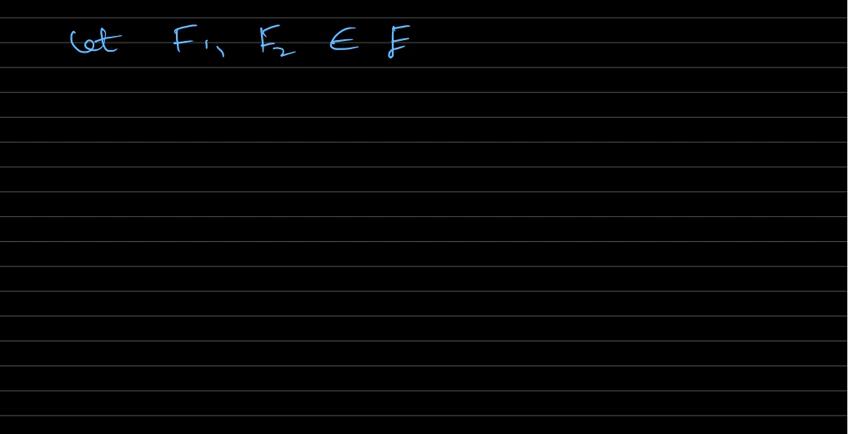 Let F₁, F₂ ∈ F